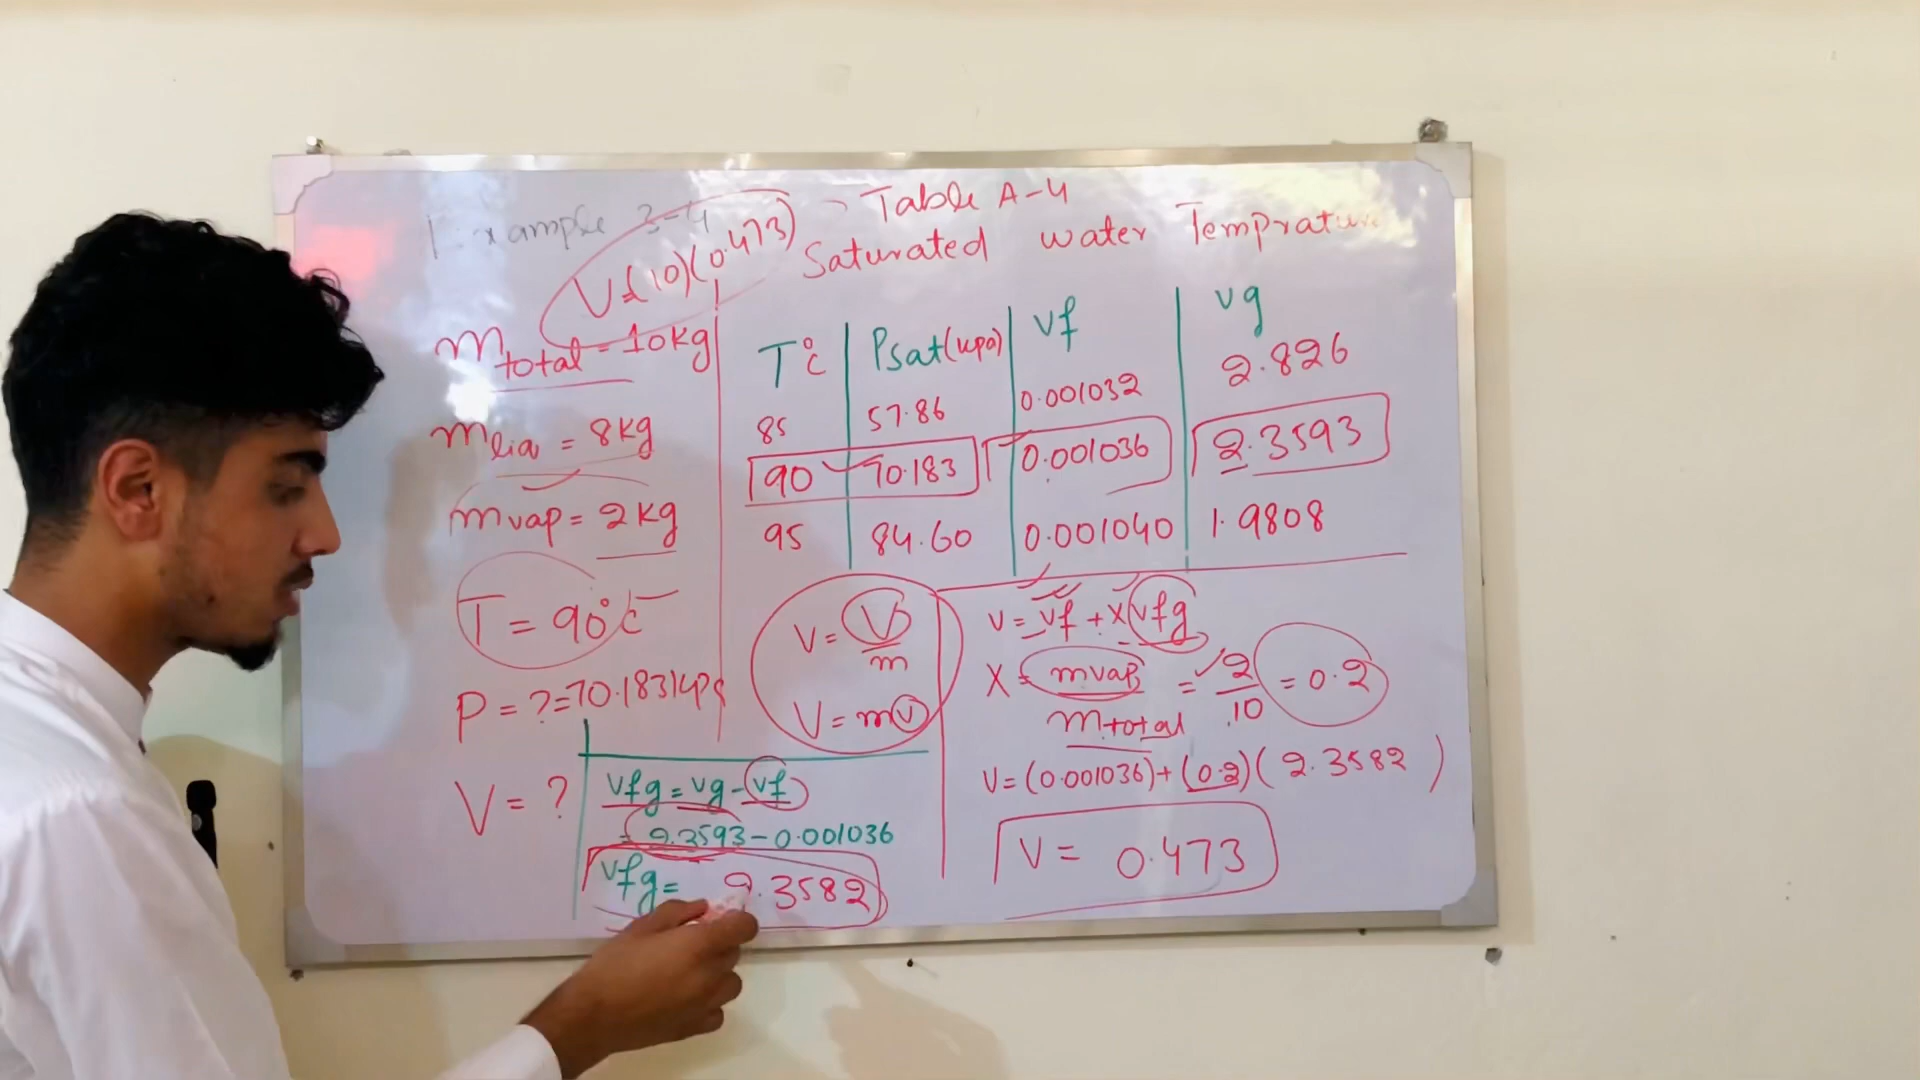 Example 3-4
V=(10)(0.473)
Table A-4
Saturated water Temprature
mtotal = 10kg
mliq = 8kg
mvap = 2kg
T = 90°C
P = ? = 70.183kpa
V = ?
T°C Psat(kpa) vf vg
85 57.86 0.001032 2.826
90 70.183 0.001036 2.3593
95 84.60 0.001040 1.9808
v = V/m
V = mv
vfg = vg - vf
= 2.3593 - 0.001036
vfg = 2.3582
v = vf + x vfg
X = mvap/mtotal = 2/10 = 0.2
v = (0.001036) + (0.2)(2.3582)
v = 0.473